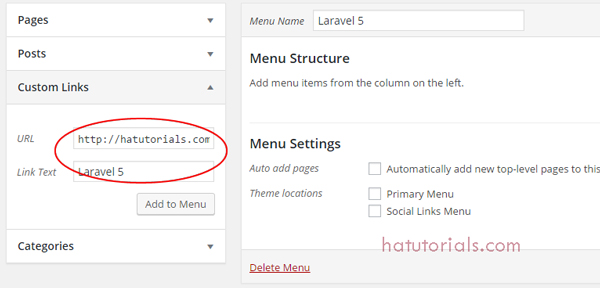 Pages
Posts
Custom Links
URL http://hatutorials.com
Link Text Laravel 5
Add to Menu
Categories
Menu Name Laravel 5
Menu Structure
Add menu items from the column on the left.
Menu Settings
Auto add pages Automatically add new top-level pages to this
Theme locations Primary Menu
Social Links Menu
hatutorials.com
Delete Menu